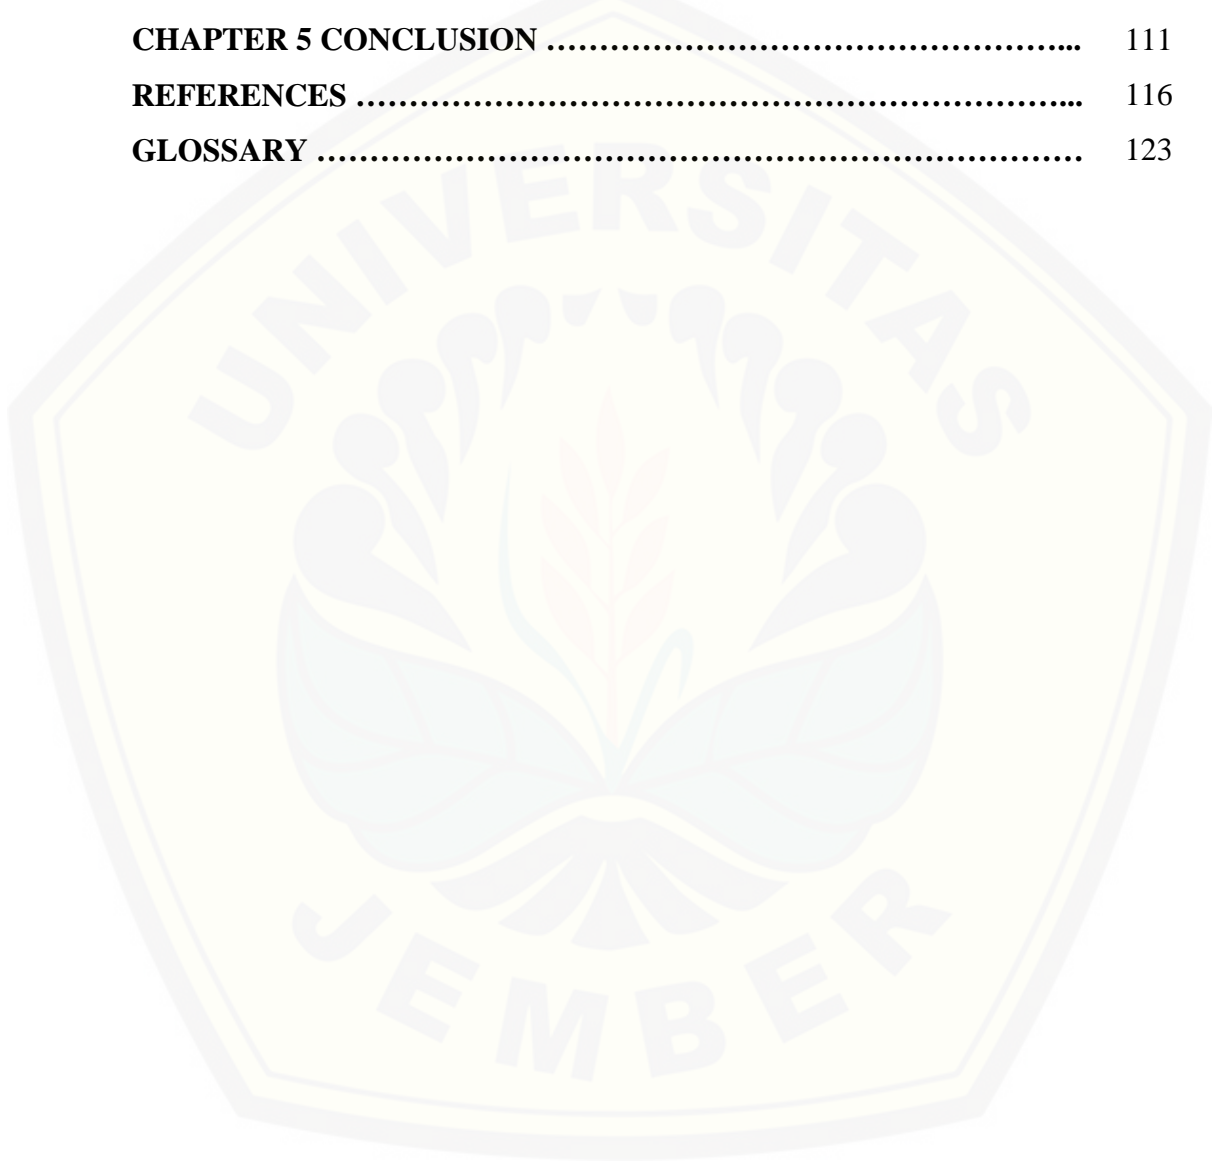 CHAPTER 5 CONCLUSION ………………………………………….... 111
REFERENCES ………………………………………………………….... 116
GLOSSARY ……………………………………………………………… 123
UNIVERSITAS
JEMBER